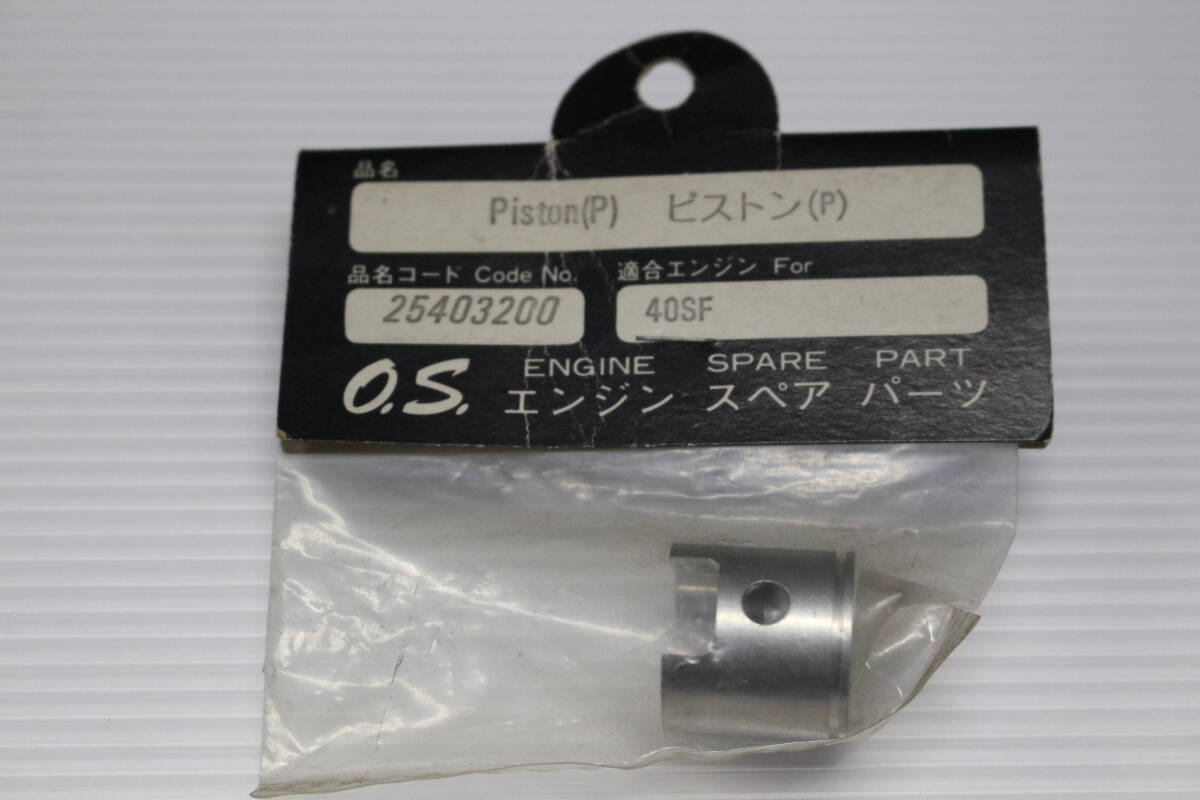 品名
Piston(P) ピストン(P)
品名コード Code No. 適合エンジン For
25403200 40SF
O.S. ENGINE SPARE PART
エンジン スペア パーツ